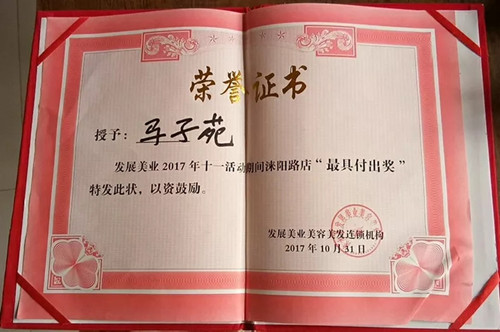 荣誉证书
授予：马子苑
发展美业2017年十一活动期间涞阳路店“最具付出奖”
特发此状，以资鼓励。
发展美业美容美发连锁机构
2017年10月31日